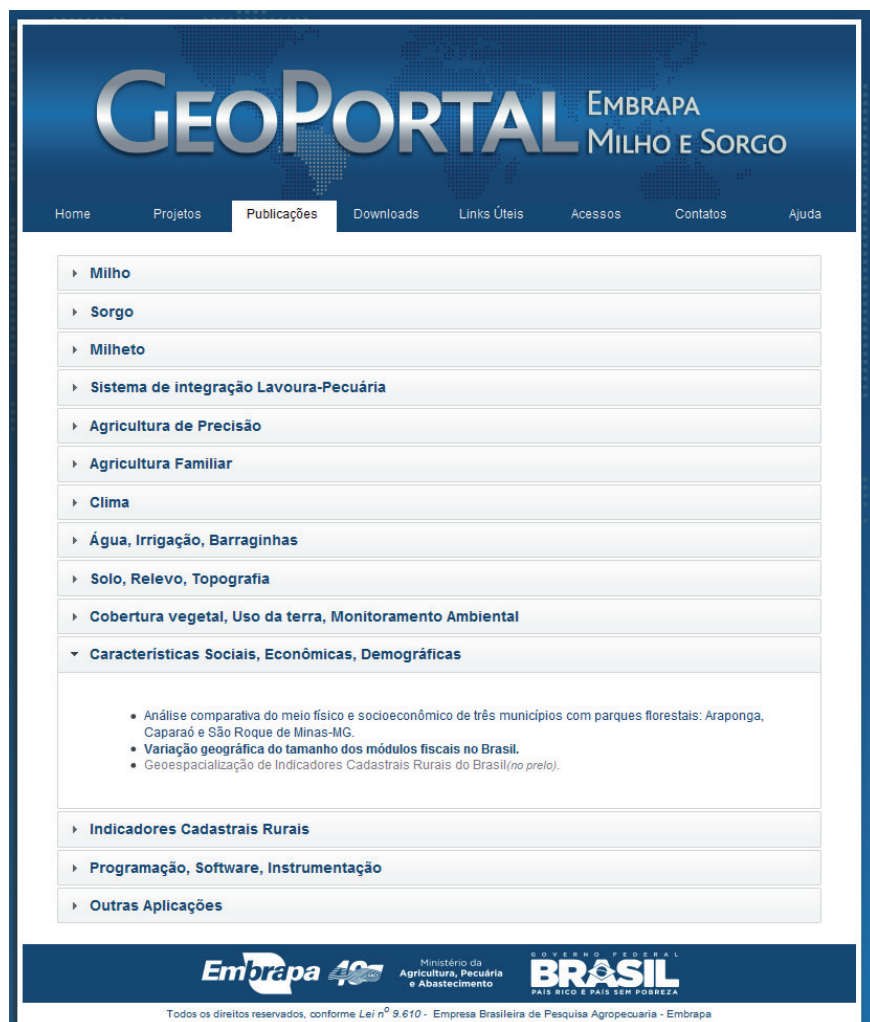 GEOPORTAL EMBRAPA
MILHO E SORGO
Home Projetos Publicações Downloads Links Úteis Acessos Contatos Ajuda
Milho
Sorgo
Milheto
Sistema de integração Lavoura-Pecuária
Agricultura de Precisão
Agricultura Familiar
Clima
Água, Irrigação, Barraginhas
Solo, Relevo, Topografia
Cobertura vegetal, Uso da terra, Monitoramento Ambiental
Características Sociais, Econômicas, Demográficas
• Análise comparativa do meio físico e socioeconômico de três municípios com parques florestais: Araponga,
Caparaó e São Roque de Minas-MG.
• Variação geográfica do tamanho dos módulos fiscais no Brasil.
• Geoespacialização de Indicadores Cadastrais Rurais do Brasil(no prelo).
Indicadores Cadastrais Rurais
Programação, Software, Instrumentação
Outras Aplicações
Embrapa 40
Ministério da
Agricultura, Pecuária
e Abastecimento
GOVERNO FEDERAL
BRASIL
PAÍS RICO É PAÍS SEM POBREZA
Todos os direitos reservados, conforme Lei nº 9.610 - Empresa Brasileira de Pesquisa Agropecuaria - Embrapa